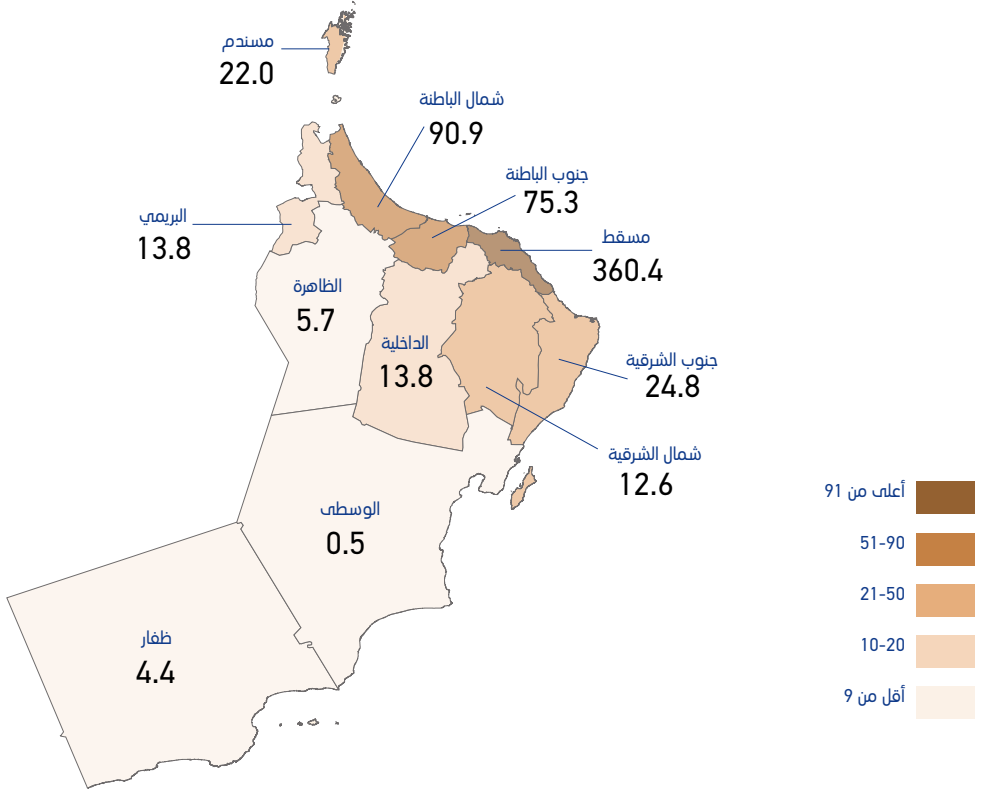 مسندم
22.0
شمال الباطنة
90.9
جنوب الباطنة
75.3
البريمي
13.8
مسقط
360.4
الظاهرة
5.7
الداخلية
13.8
جنوب الشرقية
24.8
شمال الشرقية
12.6
الوسطى
0.5
ظفار
4.4
أعلى من 91
51-90
21-50
10-20
أقل من 9